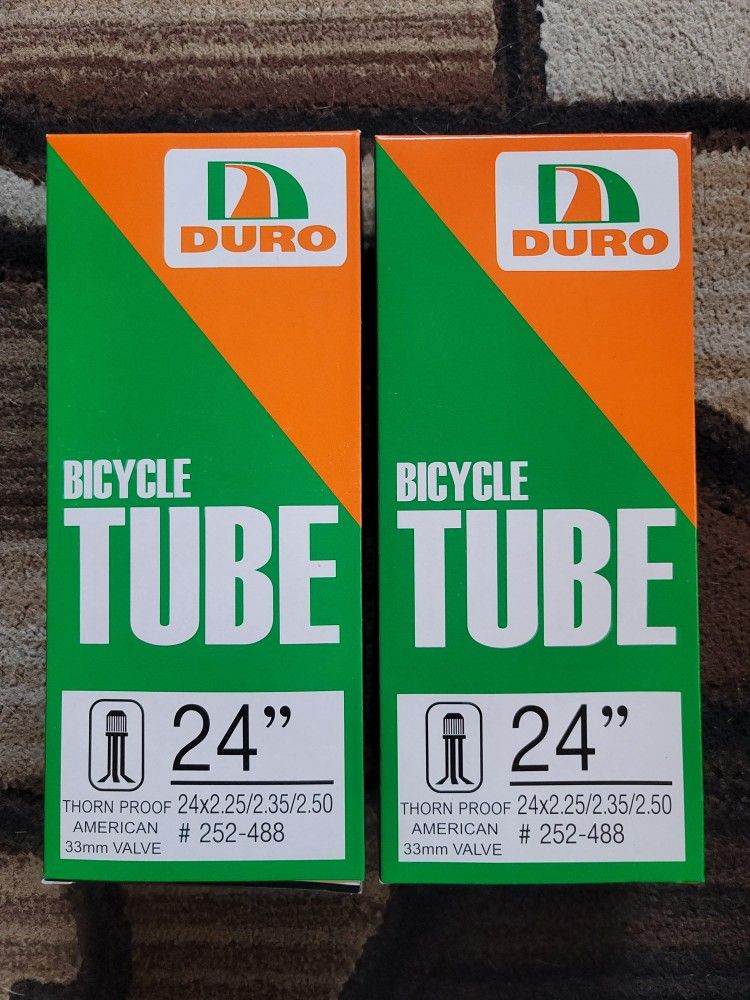 DURO
BICYCLE
TUBE
24”
THORN PROOF 24x2.25/2.35/2.50
AMERICAN # 252-488
33mm VALVE
DURO
BICYCLE
TUBE
24”
THORN PROOF 24x2.25/2.35/2.50
AMERICAN # 252-488
33mm VALVE